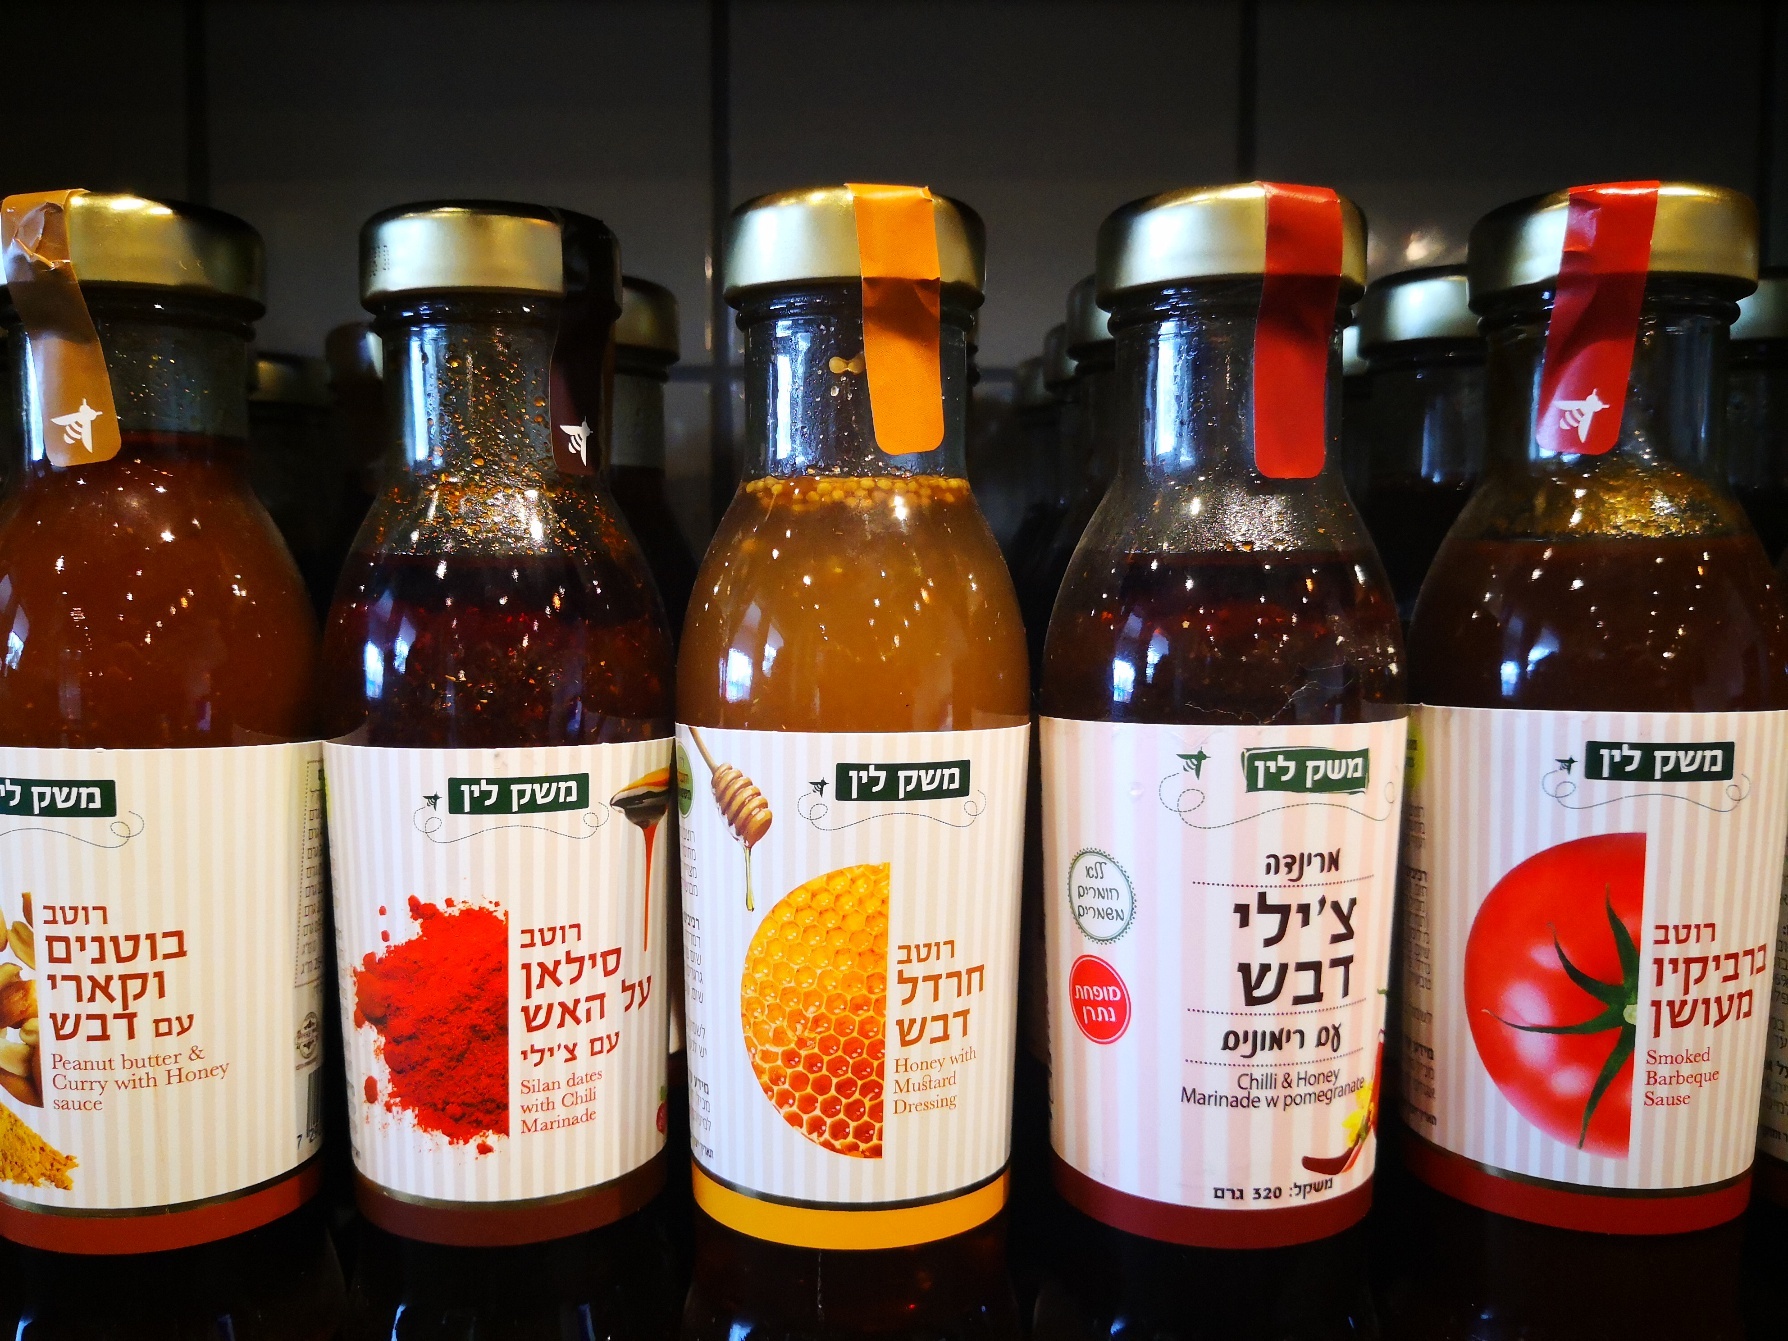 משק לין
רוטב
בוטנים
וקארי
עם דבש
Peanut butter &
Curry with Honey
sauce
משק לין
רוטב
סילאן
על האש
עם צ'ילי
Silan dates
with Chili
Marinade
משק לין
רוטב
חרדל
דבש
Honey with
Mustard
Dressing
משק לין
ללא
חומרים
משמרים
מופחת
נתרן
מרינדה
צ'ילי
דבש
עם רימונים
Chilli & Honey
Marinade w pomegranate
משקל: 320 גרם
משק לין
רוטב
ברביקיו
מעושן
Smoked
Barbeque
Sause